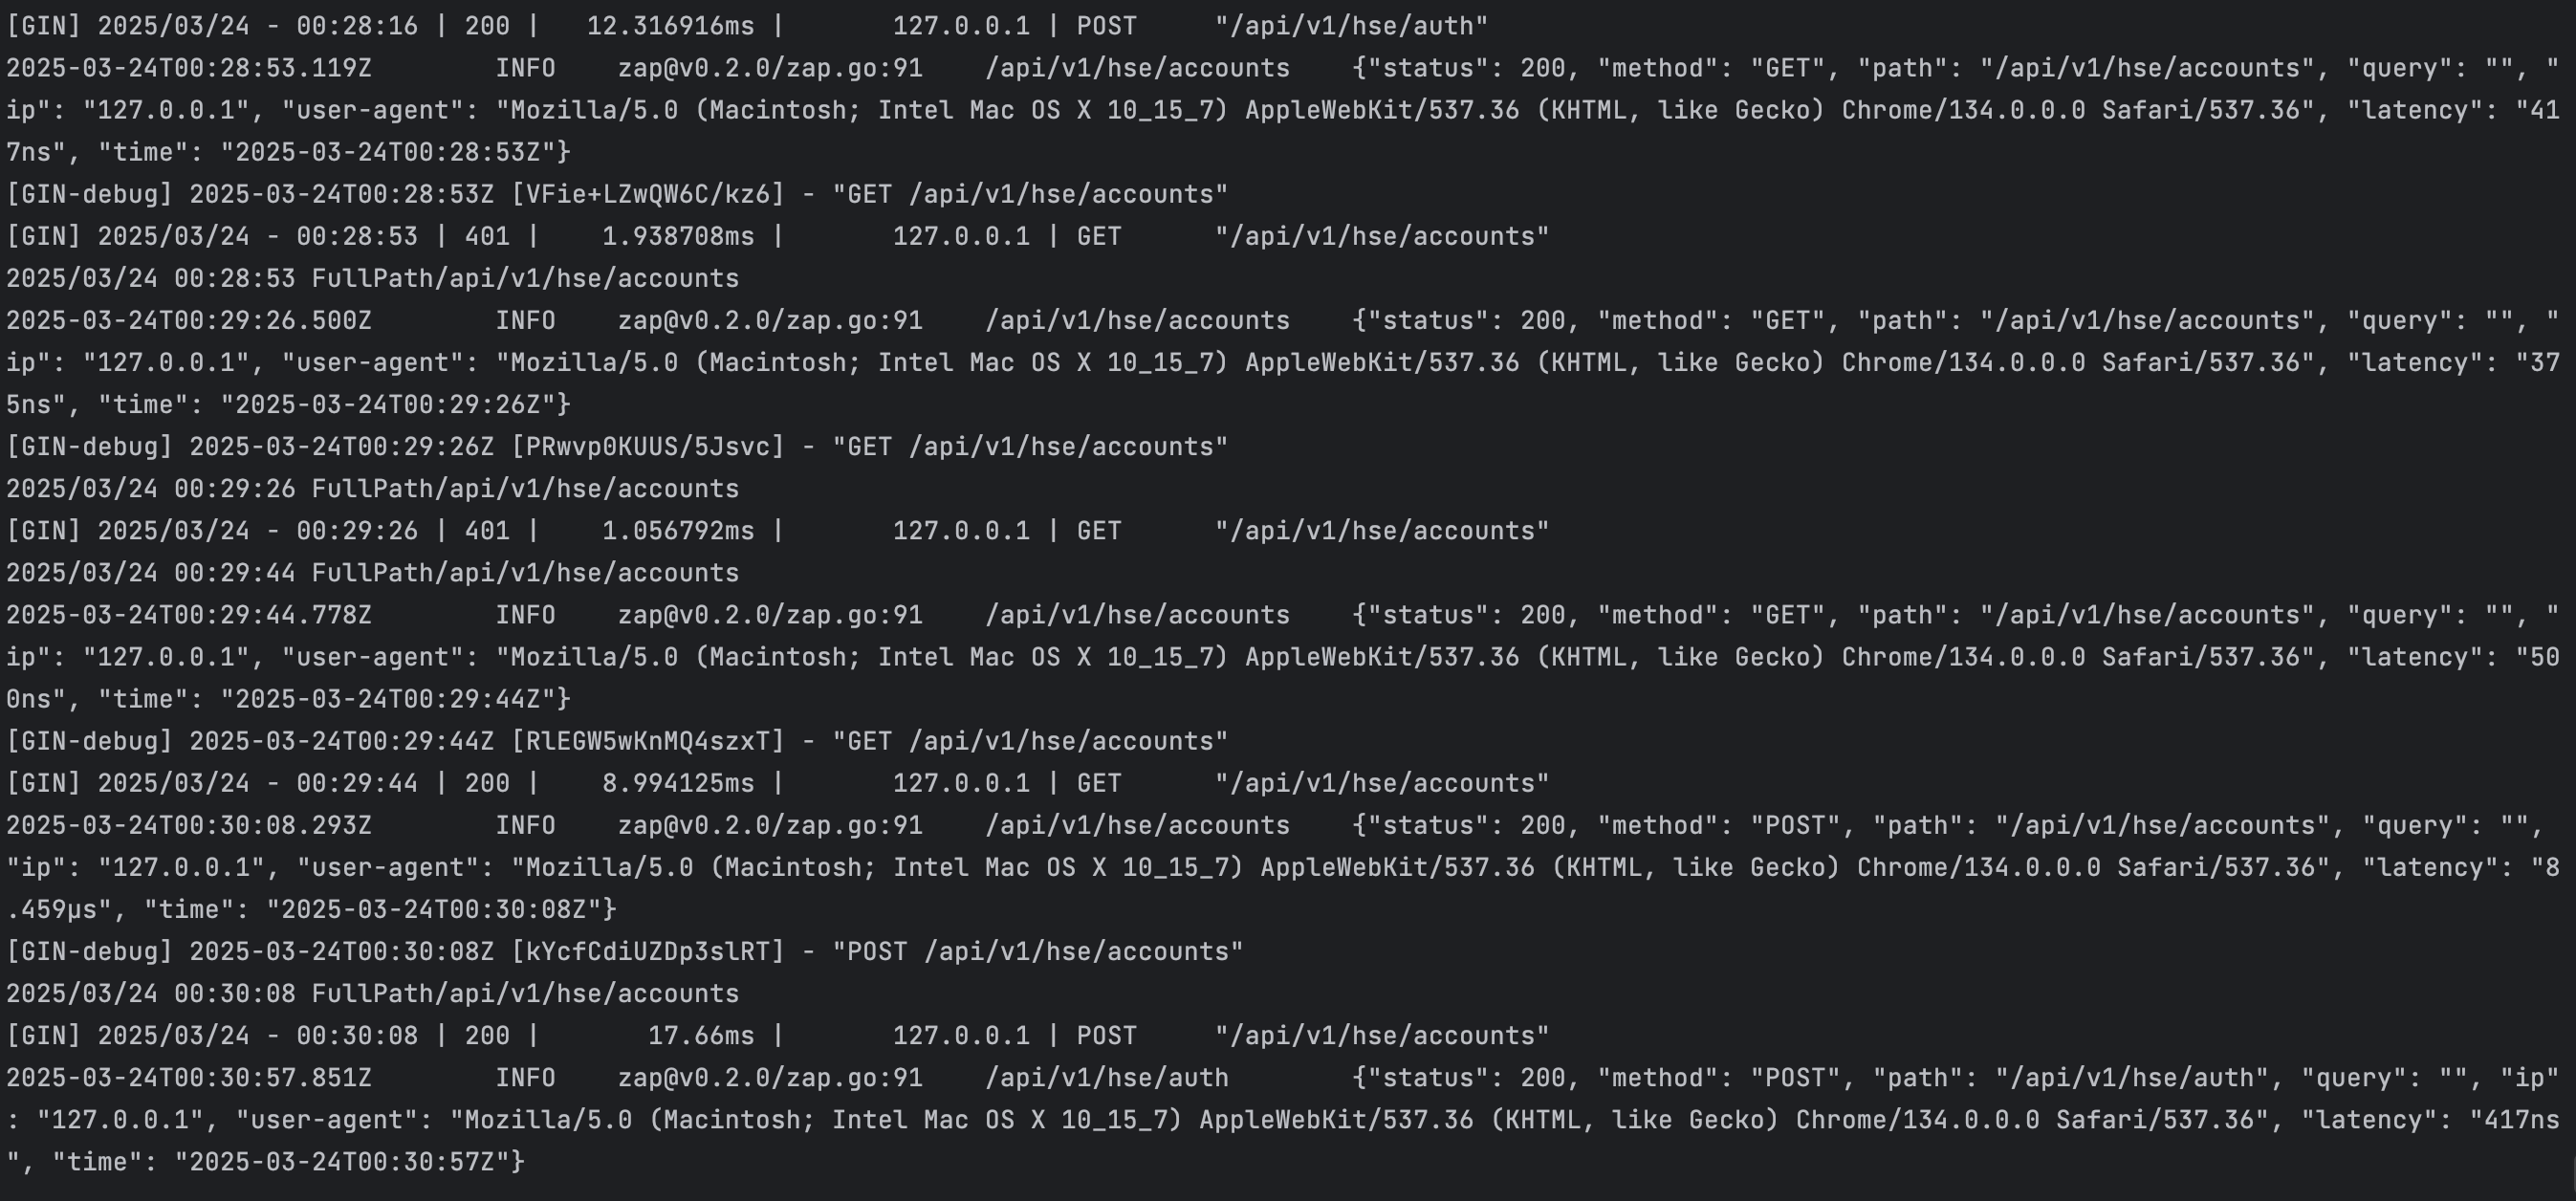 [GIN] 2025/03/24 - 00:28:16 | 200 |   12.316916ms |       127.0.0.1 | POST     "/api/v1/hse/auth"
2025-03-24T00:28:53.119Z        INFO    zap@v0.2.0/zap.go:91    /api/v1/hse/accounts    {"status": 200, "method": "GET", "path": "/api/v1/hse/accounts", "query": "", "
ip": "127.0.0.1", "user-agent": "Mozilla/5.0 (Macintosh; Intel Mac OS X 10_15_7) AppleWebKit/537.36 (KHTML, like Gecko) Chrome/134.0.0.0 Safari/537.36", "latency": "41
7ns", "time": "2025-03-24T00:28:53Z"}
[GIN-debug] 2025-03-24T00:28:53Z [VFie+LZwQW6C/kz6] - "GET /api/v1/hse/accounts"
[GIN] 2025/03/24 - 00:28:53 | 401 |    1.938708ms |       127.0.0.1 | GET      "/api/v1/hse/accounts"
2025/03/24 00:28:53 FullPath/api/v1/hse/accounts
2025-03-24T00:29:26.500Z        INFO    zap@v0.2.0/zap.go:91    /api/v1/hse/accounts    {"status": 200, "method": "GET", "path": "/api/v1/hse/accounts", "query": "", "
ip": "127.0.0.1", "user-agent": "Mozilla/5.0 (Macintosh; Intel Mac OS X 10_15_7) AppleWebKit/537.36 (KHTML, like Gecko) Chrome/134.0.0.0 Safari/537.36", "latency": "37
5ns", "time": "2025-03-24T00:29:26Z"}
[GIN-debug] 2025-03-24T00:29:26Z [PRwvp0KUUS/5Jsvc] - "GET /api/v1/hse/accounts"
2025/03/24 00:29:26 FullPath/api/v1/hse/accounts
[GIN] 2025/03/24 - 00:29:26 | 401 |    1.056792ms |       127.0.0.1 | GET      "/api/v1/hse/accounts"
2025/03/24 00:29:44 FullPath/api/v1/hse/accounts
2025-03-24T00:29:44.778Z        INFO    zap@v0.2.0/zap.go:91    /api/v1/hse/accounts    {"status": 200, "method": "GET", "path": "/api/v1/hse/accounts", "query": "", "
ip": "127.0.0.1", "user-agent": "Mozilla/5.0 (Macintosh; Intel Mac OS X 10_15_7) AppleWebKit/537.36 (KHTML, like Gecko) Chrome/134.0.0.0 Safari/537.36", "latency": "50
0ns", "time": "2025-03-24T00:29:44Z"}
[GIN-debug] 2025-03-24T00:29:44Z [RlEGW5wKnMQ4szxT] - "GET /api/v1/hse/accounts"
[GIN] 2025/03/24 - 00:29:44 | 200 |    8.994125ms |       127.0.0.1 | GET      "/api/v1/hse/accounts"
2025-03-24T00:30:08.293Z        INFO    zap@v0.2.0/zap.go:91    /api/v1/hse/accounts    {"status": 200, "method": "POST", "path": "/api/v1/hse/accounts", "query": "",
"ip": "127.0.0.1", "user-agent": "Mozilla/5.0 (Macintosh; Intel Mac OS X 10_15_7) AppleWebKit/537.36 (KHTML, like Gecko) Chrome/134.0.0.0 Safari/537.36", "latency": "8
.459µs", "time": "2025-03-24T00:30:08Z"}
[GIN-debug] 2025-03-24T00:30:08Z [kYcfCdiUZDp3slRT] - "POST /api/v1/hse/accounts"
2025/03/24 00:30:08 FullPath/api/v1/hse/accounts
[GIN] 2025/03/24 - 00:30:08 | 200 |       17.66ms |       127.0.0.1 | POST     "/api/v1/hse/accounts"
2025-03-24T00:30:57.851Z        INFO    zap@v0.2.0/zap.go:91    /api/v1/hse/auth        {"status": 200, "method": "POST", "path": "/api/v1/hse/auth", "query": "", "ip"
: "127.0.0.1", "user-agent": "Mozilla/5.0 (Macintosh; Intel Mac OS X 10_15_7) AppleWebKit/537.36 (KHTML, like Gecko) Chrome/134.0.0.0 Safari/537.36", "latency": "417ns
", "time": "2025-03-24T00:30:57Z"}